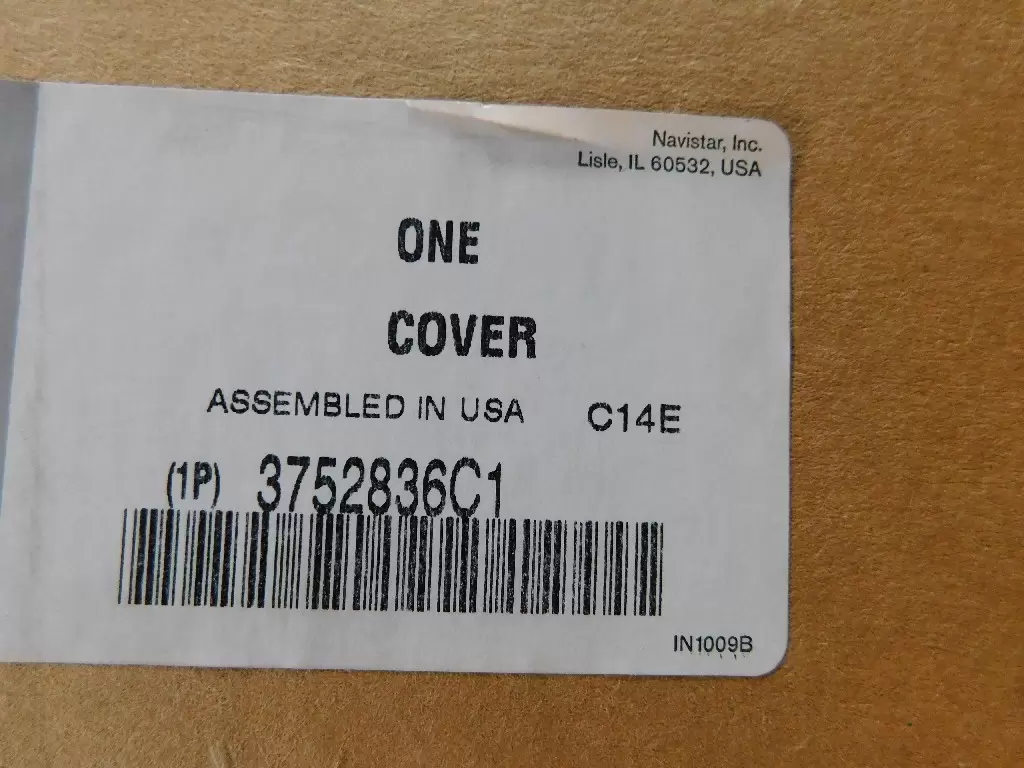 Navistar, Inc.
Lisle, IL 60532, USA
ONE
COVER
ASSEMBLED IN USA C14E
(1P) 3752836C1
IN1009B